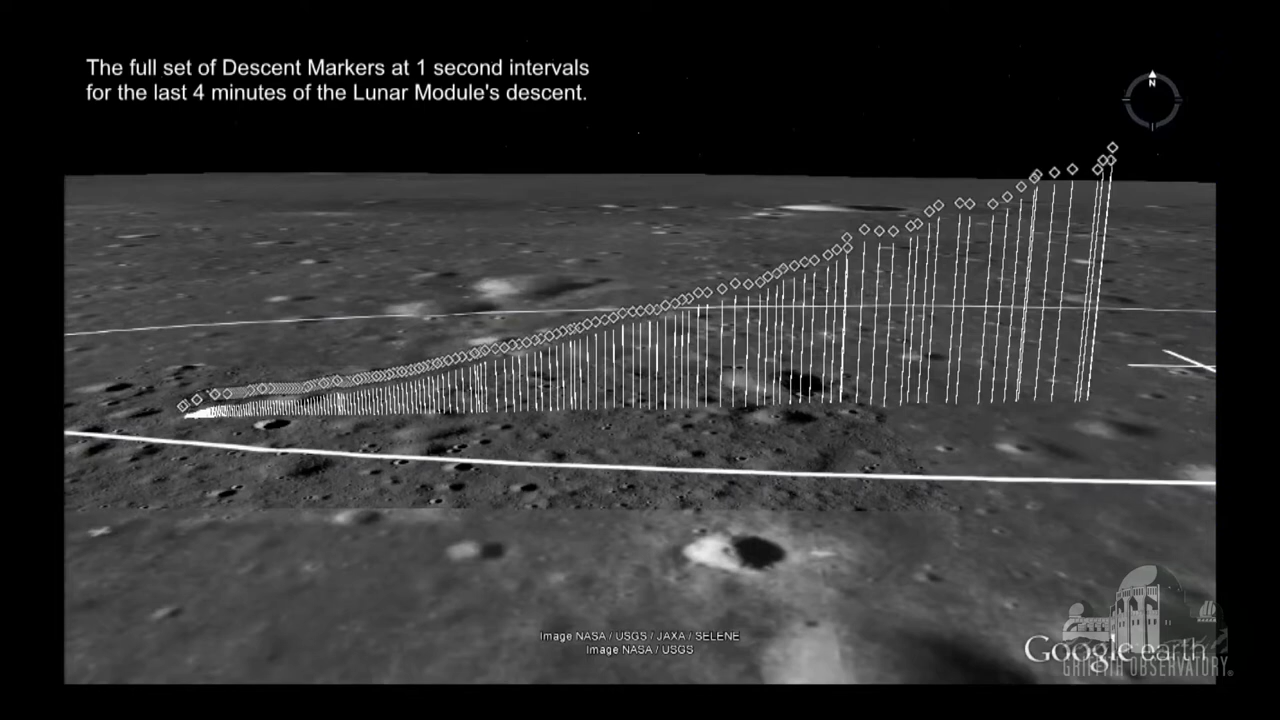 The full set of Descent Markers at 1 second intervals
for the last 4 minutes of the Lunar Module's descent.
N
Image NASA / USGS / JAXA / SELENE
Image NASA / USGS
Google earth
GRIFFITH OBSERVATORY®